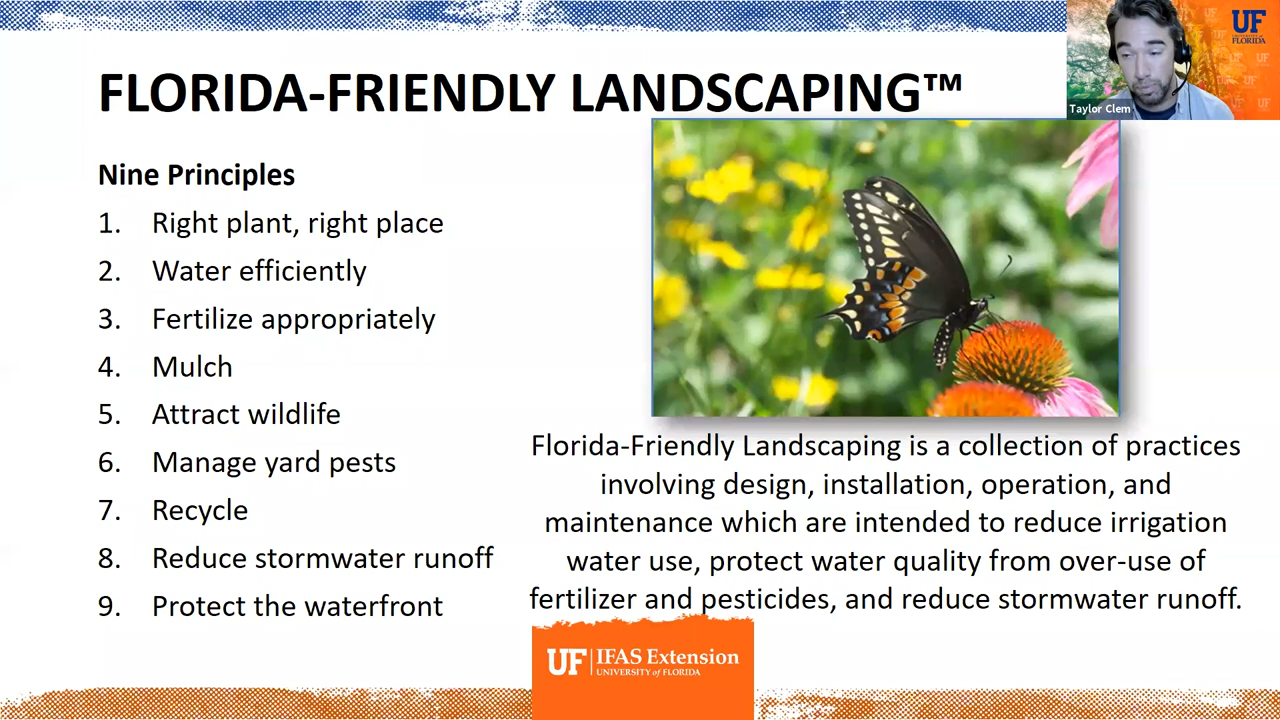 FLORIDA-FRIENDLY LANDSCAPING™
UF
UNIVERSITY of
FLORIDA
Taylor Clem
Nine Principles
1. Right plant, right place
2. Water efficiently
3. Fertilize appropriately
4. Mulch
5. Attract wildlife
6. Manage yard pests
7. Recycle
8. Reduce stormwater runoff
9. Protect the waterfront
Florida-Friendly Landscaping is a collection of practices
involving design, installation, operation, and
maintenance which are intended to reduce irrigation
water use, protect water quality from over-use of
fertilizer and pesticides, and reduce stormwater runoff.
UF IFAS Extension
UNIVERSITY of FLORIDA